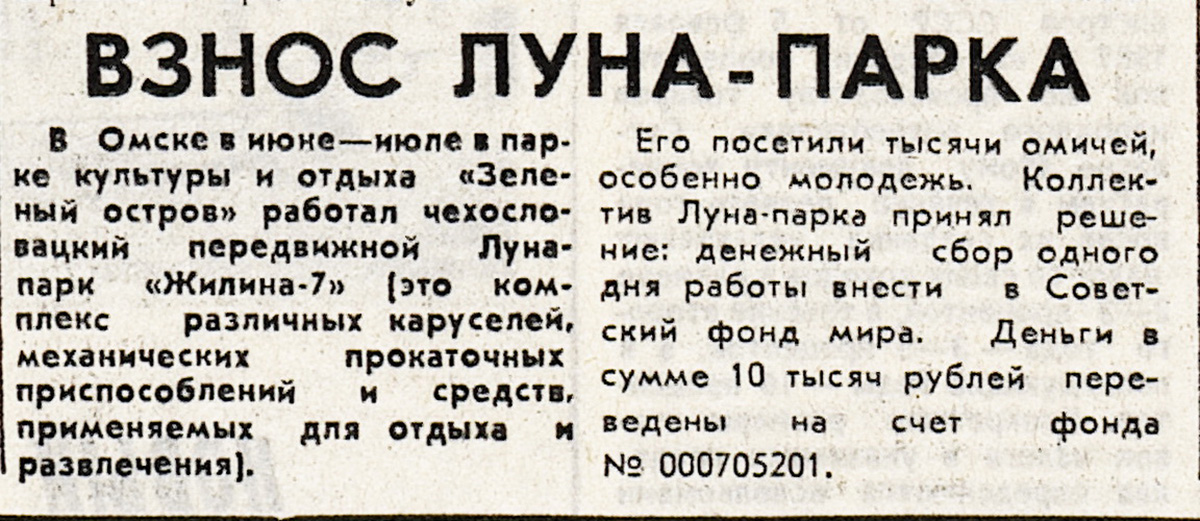 ВЗНОС ЛУНА-ПАРКА
В Омске в июне—июле в пар-
ке культуры и отдыха «Зеле-
ный остров» работал чехосло-
вацкий передвижной Луна-
парк «Жилина-7» (это ком-
плекс различных каруселей,
механических прокаточных
приспособлений и средств,
применяемых для отдыха и
развлечения).
Его посетили тысячи омичей,
особенно молодежь. Коллек-
тив Луна-парка принял реше-
ние: денежный сбор одного
дня работы внести в Совет-
ский фонд мира. Деньги в
сумме 10 тысяч рублей пере-
ведены на счет фонда
№ 000705201.